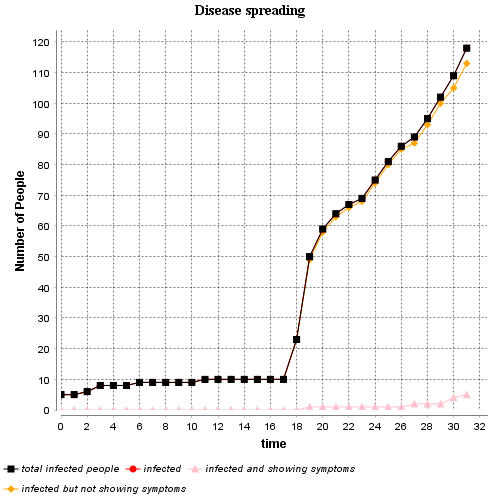 Disease spreading
Number of People
120
110
100
90
80
70
60
50
40
30
20
10
0
0 2 4 6 8 10 12 14 16 18 20 22 24 26 28 30 32
time
total infected people infected infected and showing symptoms
infected but not showing symptoms